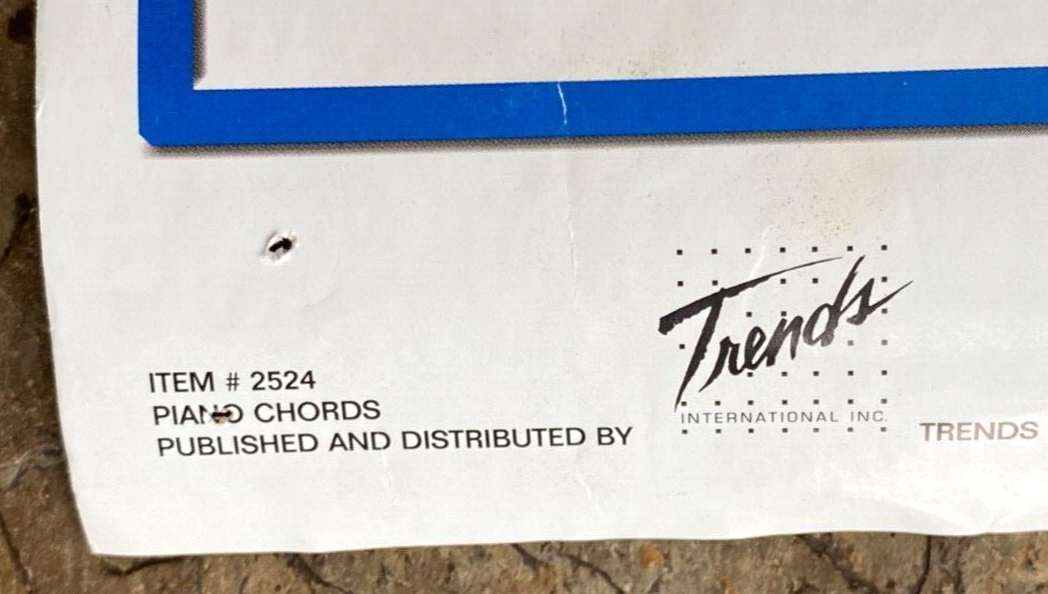 ITEM # 2524
PIANO CHORDS
PUBLISHED AND DISTRIBUTED BY
Trends
INTERNATIONAL INC.
TRENDS